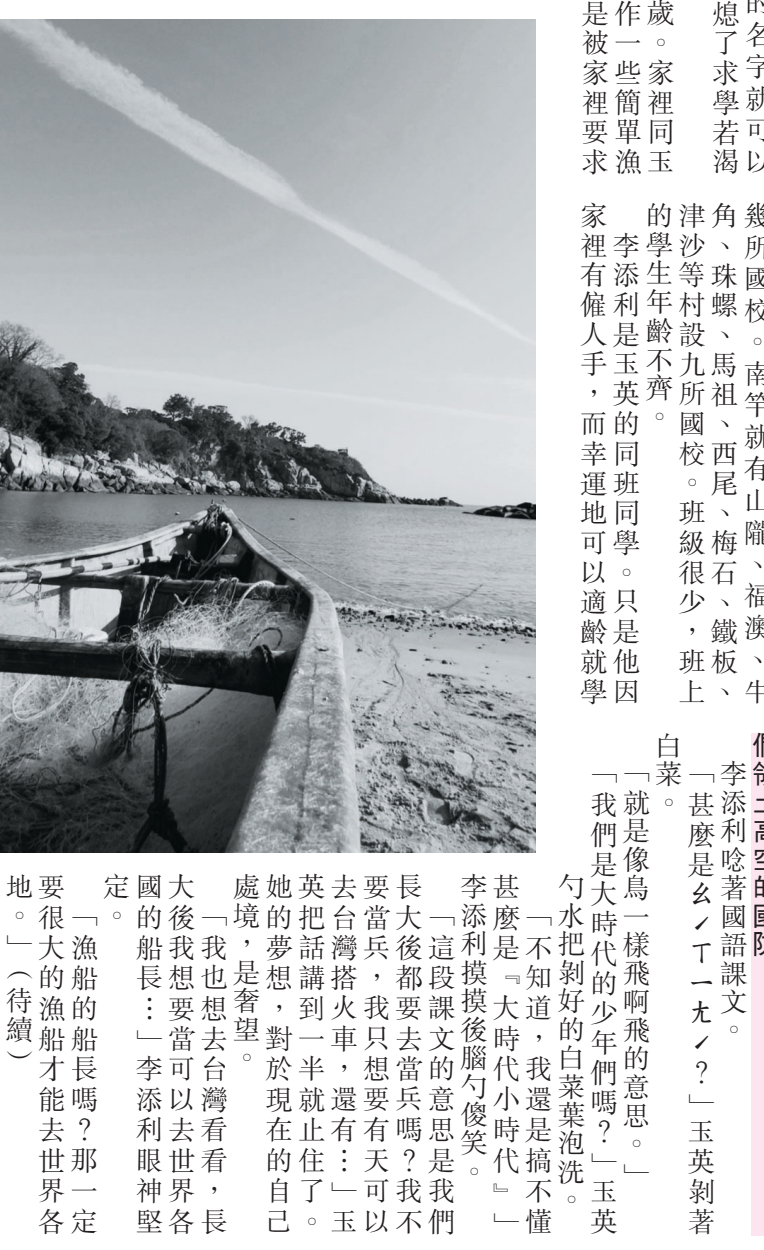 的名字就可以
熄了求學若渴
歲。家裡同玉
作一些簡單漁
是被家裡要求
幾所國校。南竿就有山隴、福澳、牛
角、珠螺、馬祖、西尾、梅石、鐵板、
津沙等村設九所國校。班級很少，班上
的學生年齡不齊。
李添利是玉英的同班同學。只是他因
家裡有僱人手，而幸運地可以適齡就學
們領土高空的國防
李添利唸著國語課文。
「甚麼是ㄠˊㄒㄧㄤˊ？」玉英剝著
白菜。
「就是像鳥一樣飛啊飛的意思。」
「我們是大時代的少年們嗎？」玉英
勺水把剝好的白菜葉泡洗。
「不知道，我還是搞不懂
甚麼是『大時代小時代』」
李添利摸摸後腦勺傻笑。
「這段課文的意思是我們
長大後都要去當兵嗎？我不
要當兵，我只想要有天可以
去台灣搭火車，還有…」玉
英把話講到一半就止住了。
她的夢想，對於現在的自己
處境，是奢望。
「我也想去台灣看看，長
大後我想要當可以去世界各
國的船長…」李添利眼神堅
定。
「漁船的船長嗎？那一定
要很大的漁船才能去世界各
地。」（待續）